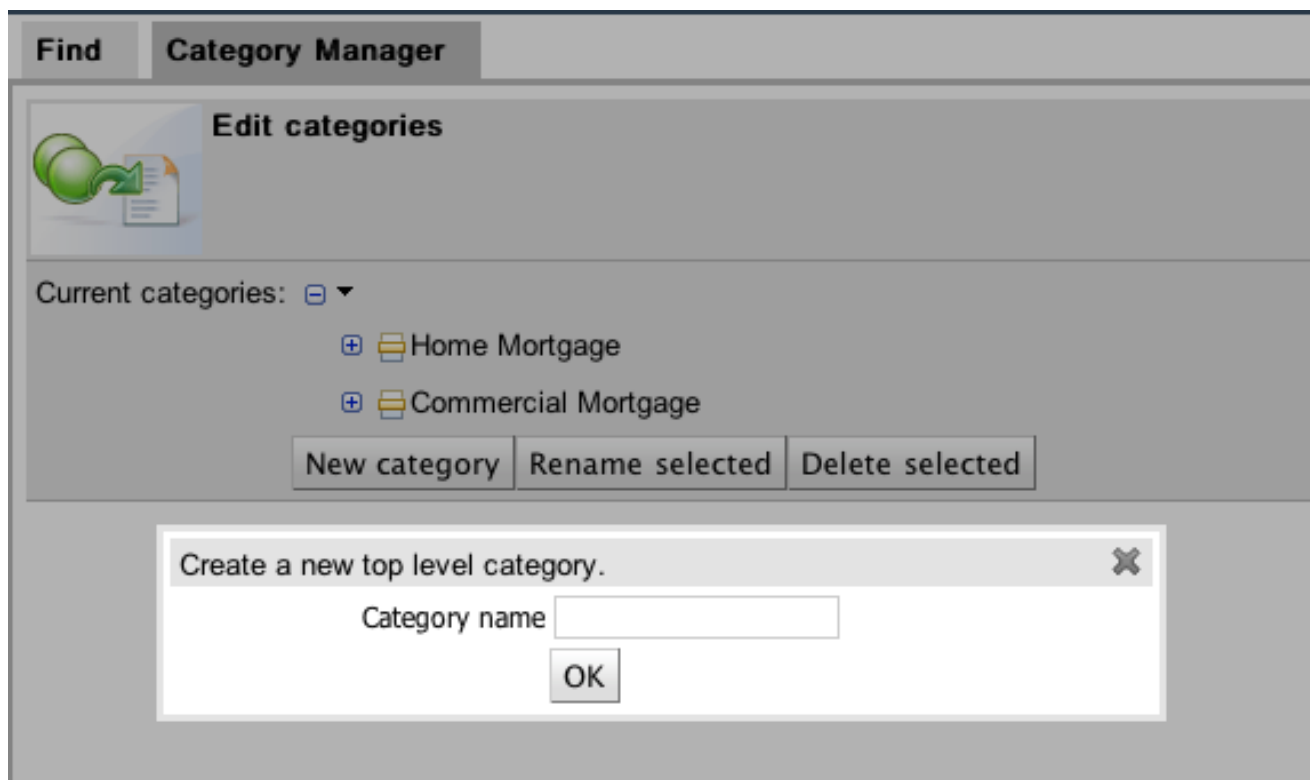 Find Category Manager
Edit categories
Current categories:
Home Mortgage
Commercial Mortgage
New category Rename selected Delete selected
Create a new top level category.
Category name
OK